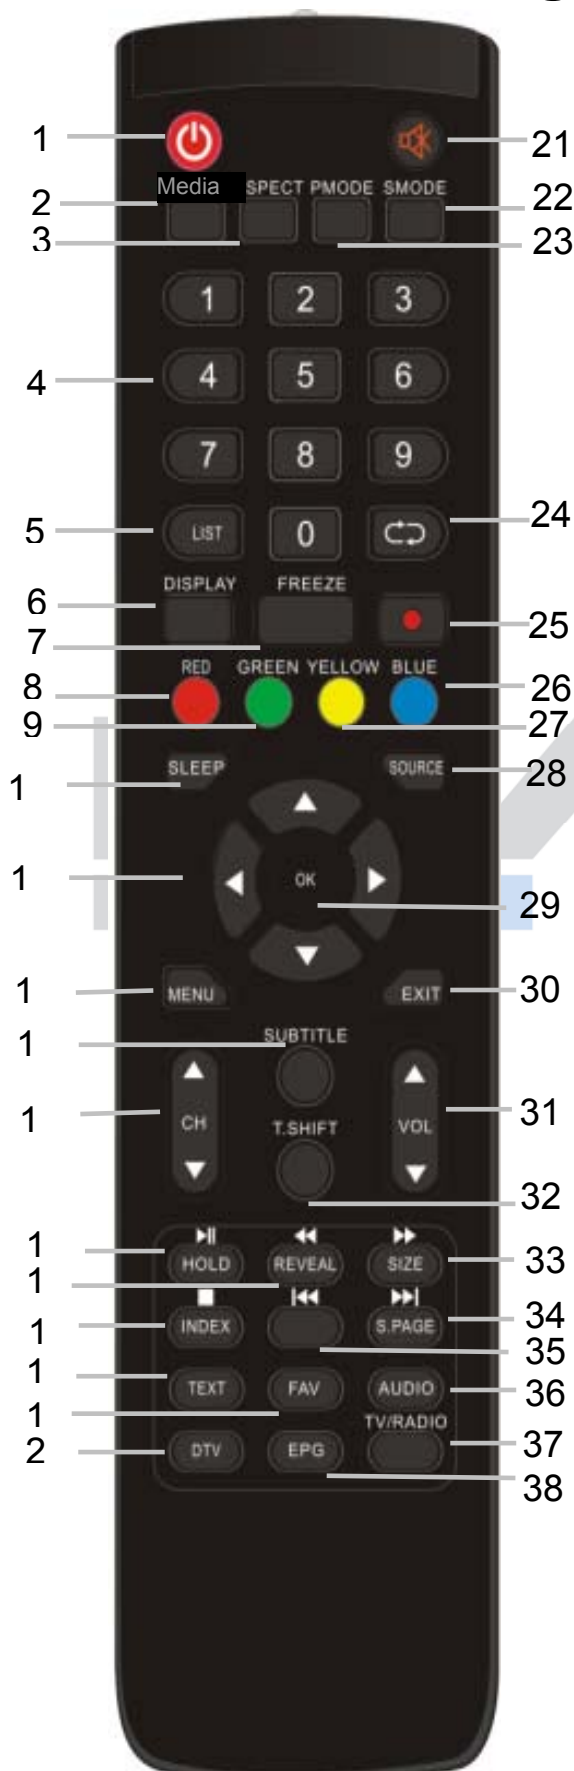 1 21
Media SPECT PMODE SMODE
2 22
3 23
1 2 3
4 4 5 6
7 8 9
5 LIST 0 24
DISPLAY FREEZE
6 25
7
RED GREEN YELLOW BLUE
8 26
9 27
1 SLEEP SOURCE 28
1 OK 29
1 MENU EXIT 30
1 SUBTITLE
1 CH VOL 31
T.SHIFT
32
1 HOLD REVEAL SIZE 33
1
1 INDEX S.PAGE 34
35
1 TEXT FAV AUDIO 36
1 TV/RADIO
2 DTV EPG 37
38